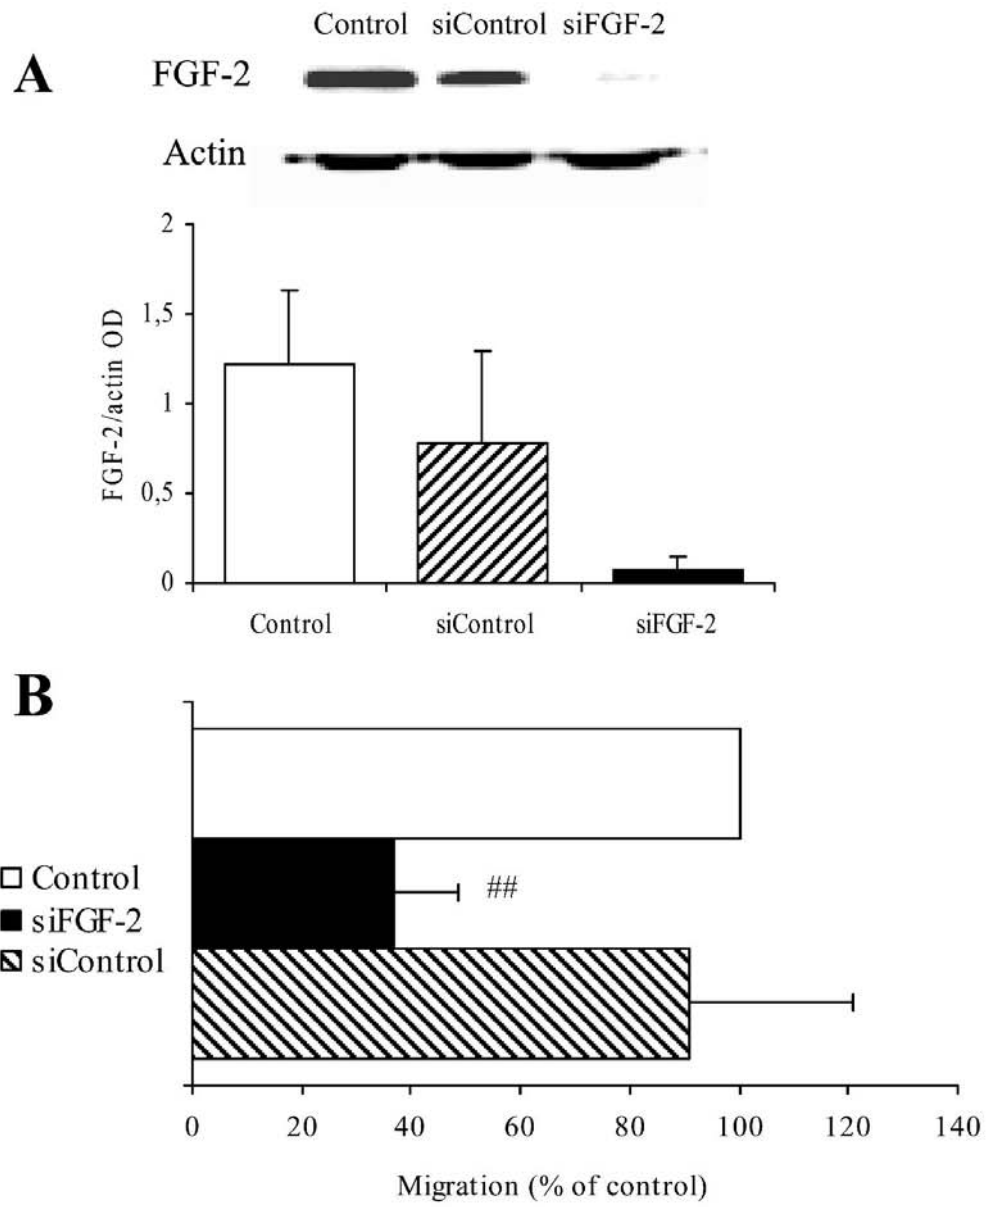 Control siControl siFGF-2
A
FGF-2
Actin
2
1,5
1
0,5
0
FGF-2/actin OD
Control siControl siFGF-2
B
##
Control
siFGF-2
siControl
0 20 40 60 80 100 120 140
Migration (% of control)